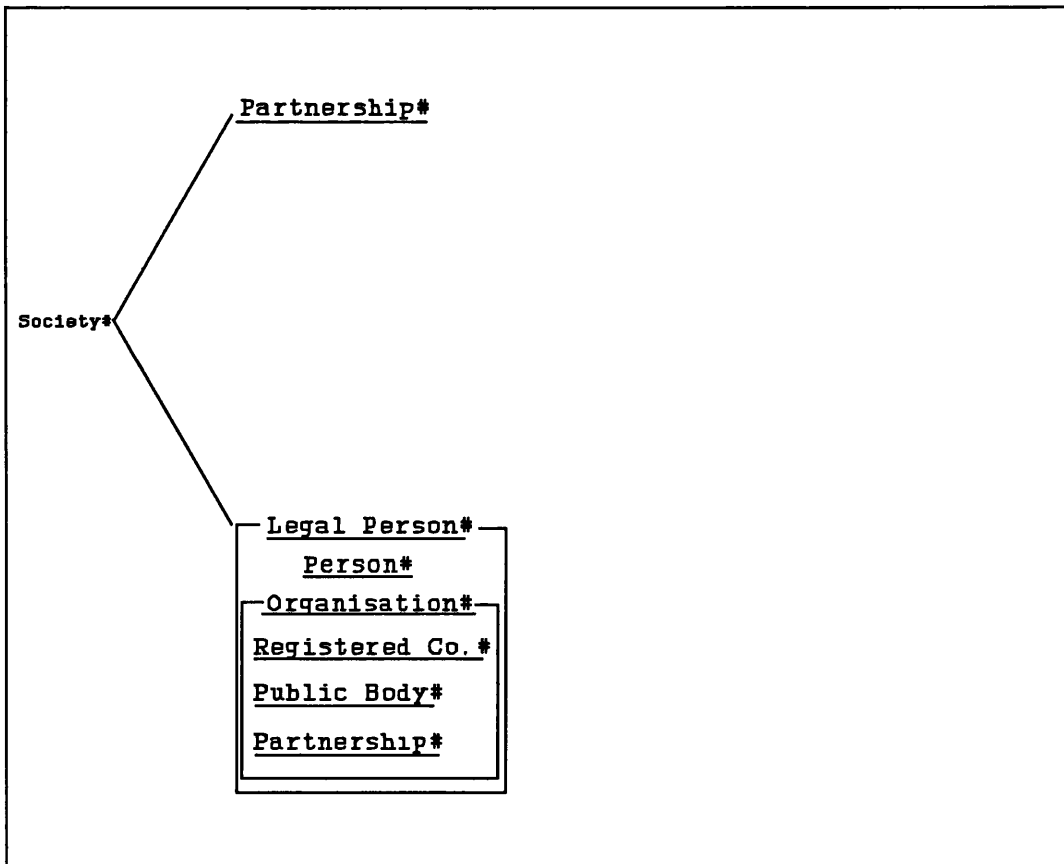 Partnership#
Society#
Legal Person#
Person#
Organisation#
Registered Co.#
Public Body#
Partnership#